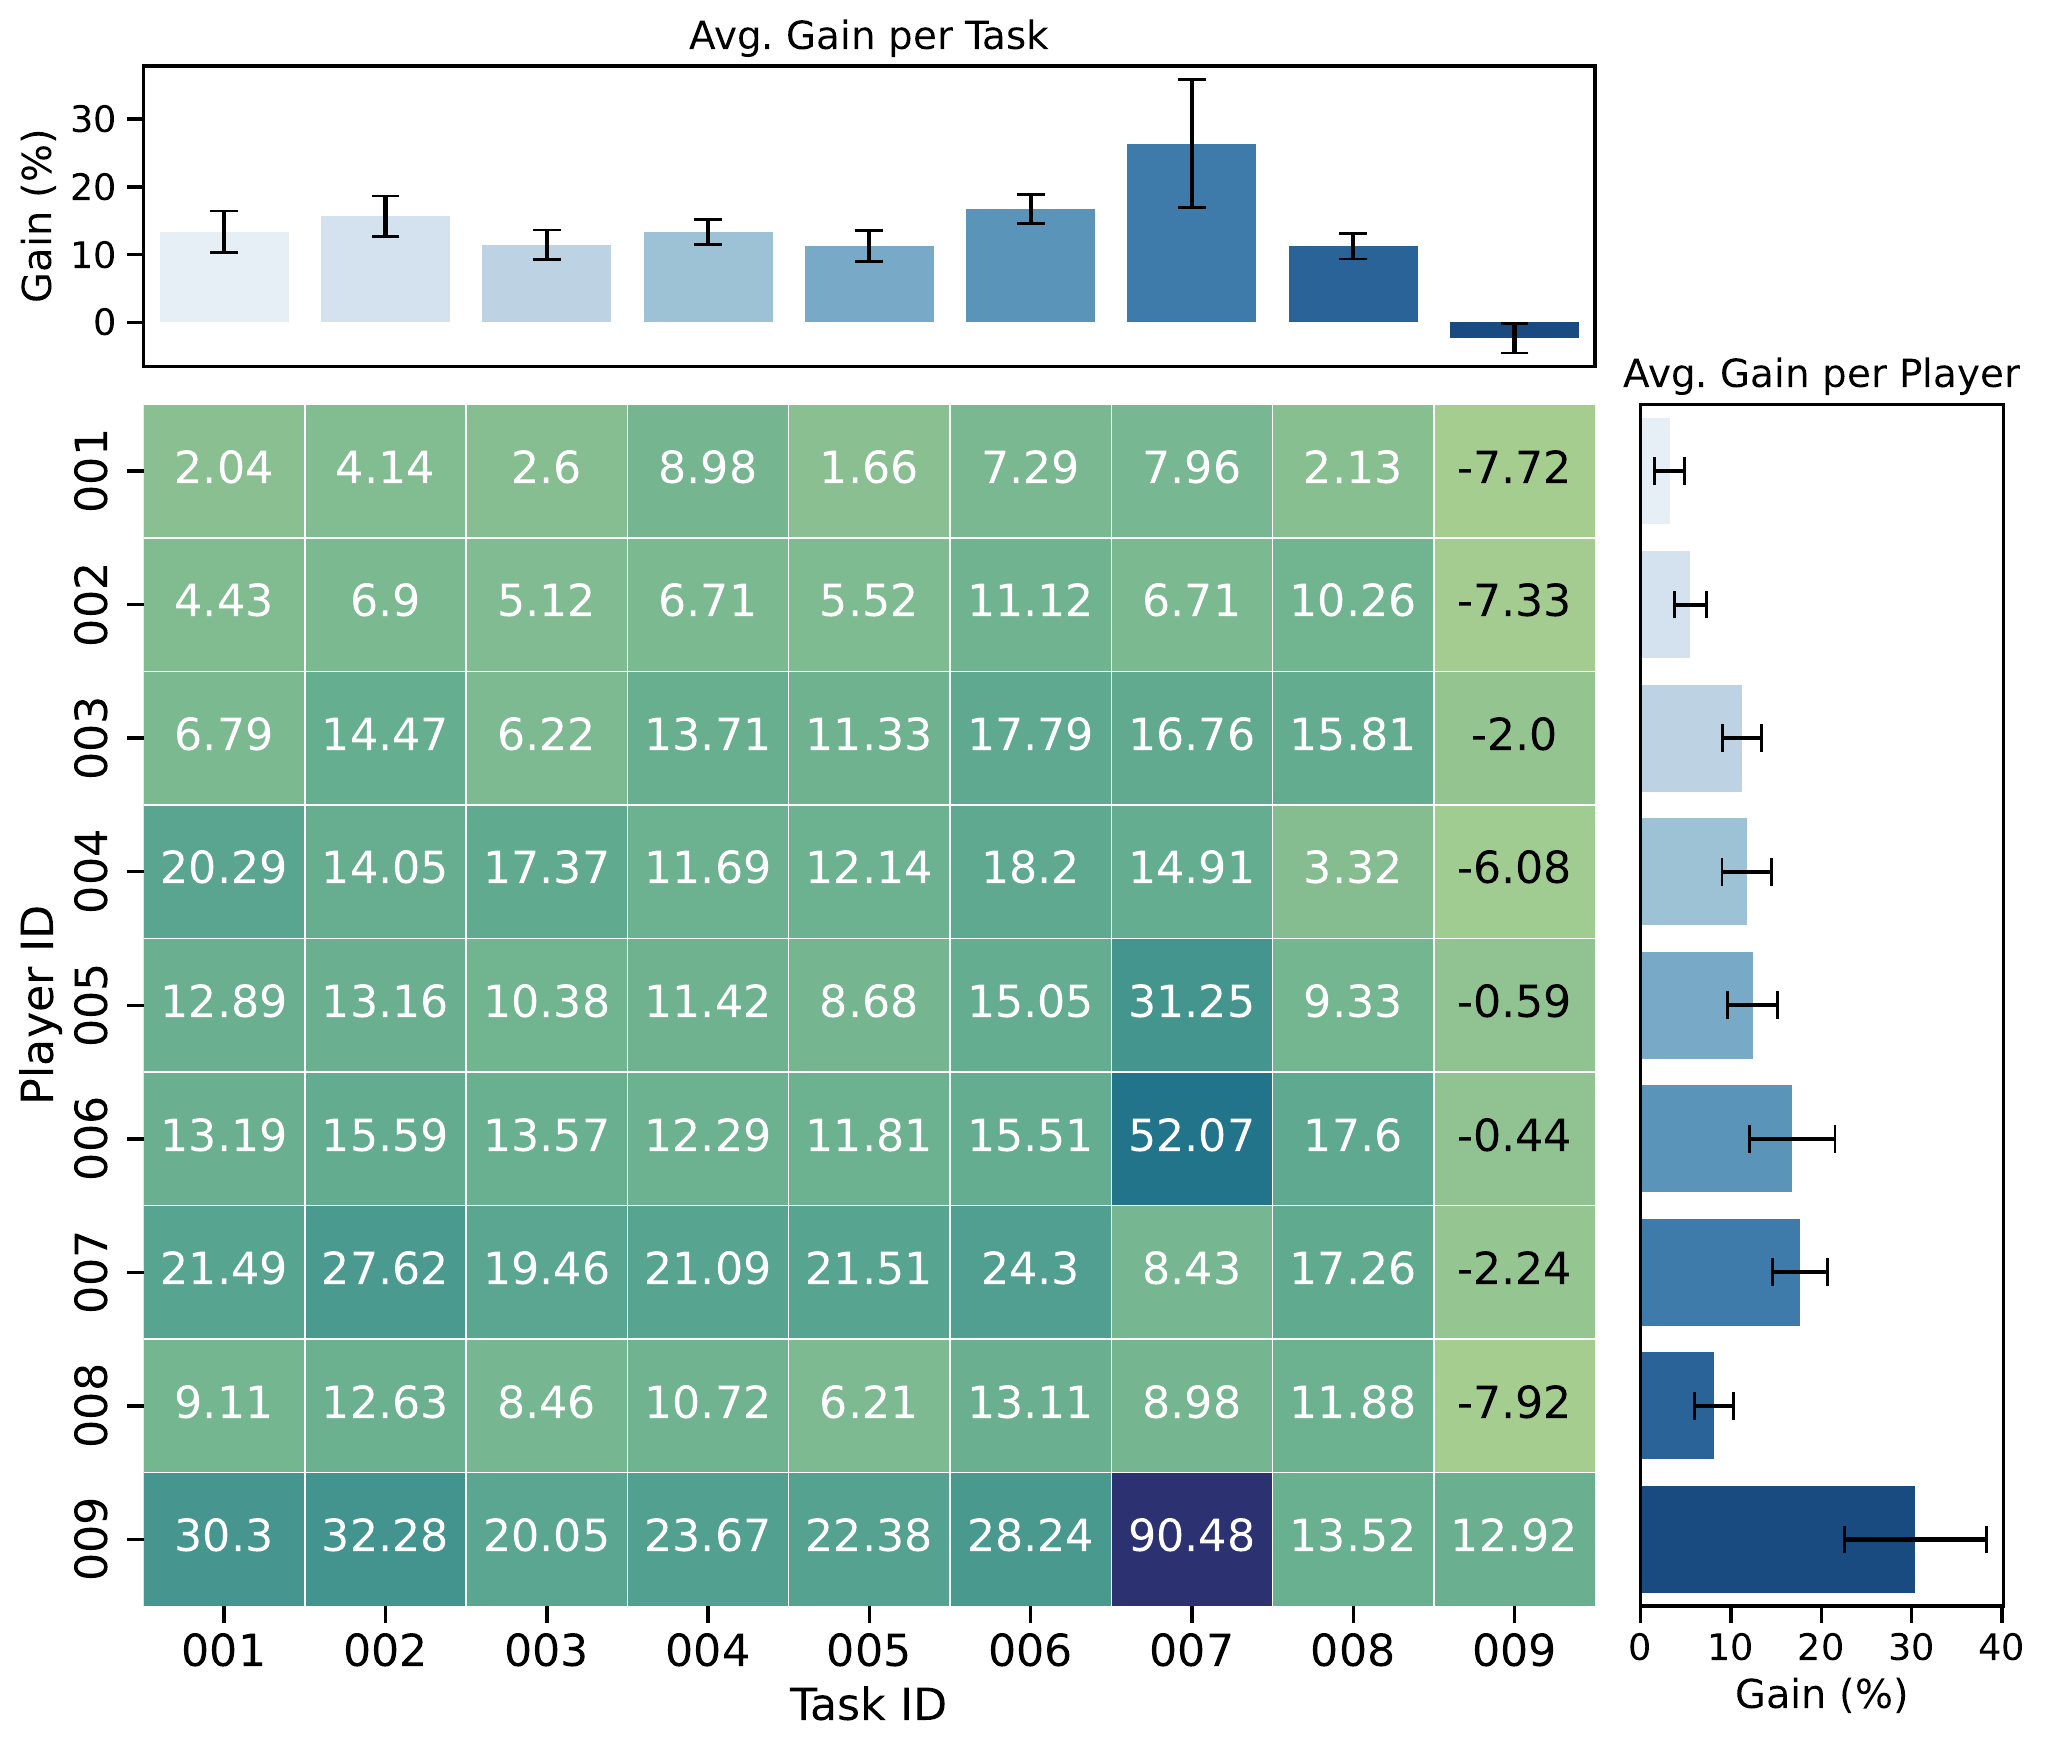 Avg. Gain per Task
Gain (%)
30
20
10
0
Avg. Gain per Player
Player ID
001 2.04 4.14 2.6 8.98 1.66 7.29 7.96 2.13 -7.72
002 4.43 6.9 5.12 6.71 5.52 11.12 6.71 10.26 -7.33
003 6.79 14.47 6.22 13.71 11.33 17.79 16.76 15.81 -2.0
004 20.29 14.05 17.37 11.69 12.14 18.2 14.91 3.32 -6.08
005 12.89 13.16 10.38 11.42 8.68 15.05 31.25 9.33 -0.59
006 13.19 15.59 13.57 12.29 11.81 15.51 52.07 17.6 -0.44
007 21.49 27.62 19.46 21.09 21.51 24.3 8.43 17.26 -2.24
008 9.11 12.63 8.46 10.72 6.21 13.11 8.98 11.88 -7.92
009 30.3 32.28 20.05 23.67 22.38 28.24 90.48 13.52 12.92
001 002 003 004 005 006 007 008 009
Task ID
0 10 20 30 40
Gain (%)